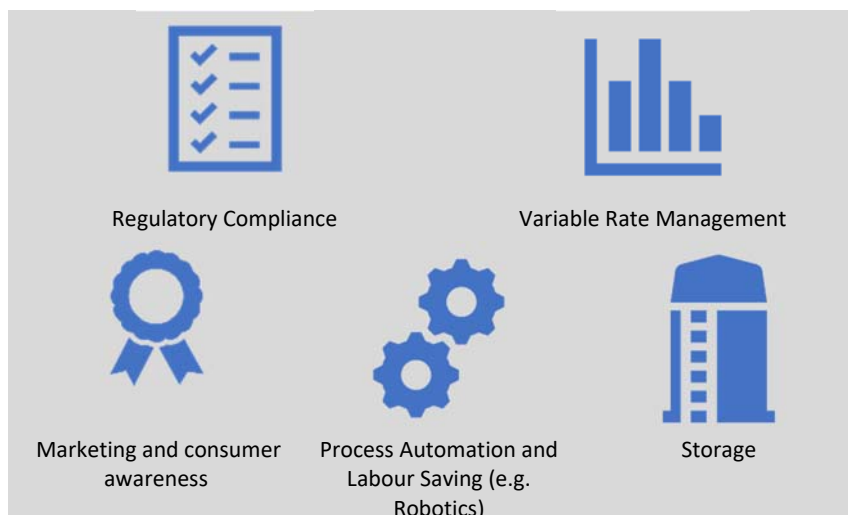 Regulatory Compliance
Variable Rate Management
Marketing and consumer
awareness
Process Automation and
Labour Saving (e.g.
Robotics)
Storage